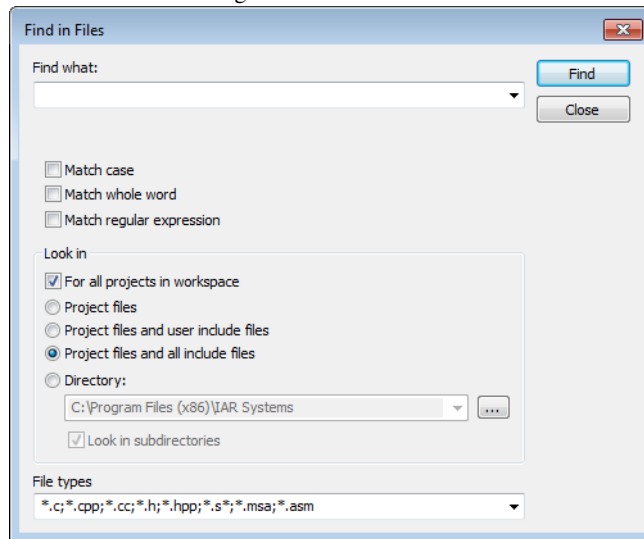 Find in Files
Find what:
Find
Close
Match case
Match whole word
Match regular expression
Look in
For all projects in workspace
Project files
Project files and user include files
Project files and all include files
Directory:
C:\Program Files (x86)\IAR Systems
...
Look in subdirectories
File types
*.c;*.cpp;*.cc;*.h;*.hpp;*.s*;*.msa;*.asm